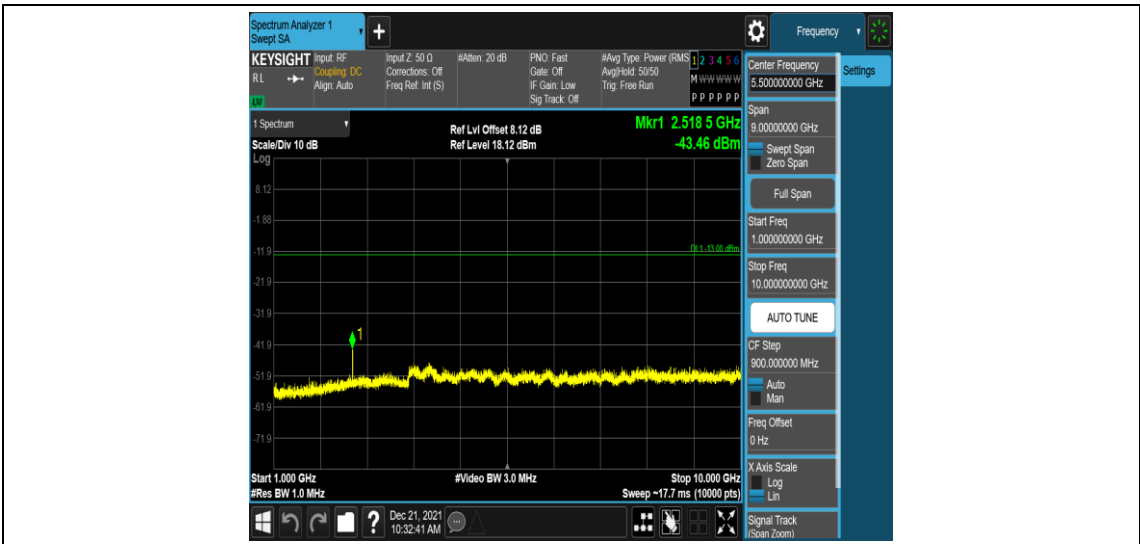 Spectrum Analyzer 1
Swept SA
+
Frequency
KEYSIGHT
RL
Input: RF
Coupling: DC
Align: Auto
Input Z: 50 Ω
Corrections: Off
Freq Ref: Int (S)
#Atten: 20 dB
PNO: Fast
Gate: Off
IF Gain: Low
Sig Track: Off
#Avg Type: Power (RMS
Avg|Hold: 50/50
Trig: Free Run
1 2 3 4 5 6
M W W W W W
P P P P P P
1 Spectrum
Scale/Div 10 dB
Log
Ref Lvl Offset 8.12 dB
Ref Level 18.12 dBm
Mkr1 2.518 5 GHz
-43.46 dBm
8.12
-1.88
-11.9
DL1 -13.00 dBm
-21.9
-31.9
1
-41.9
-51.9
-61.9
-71.9
Start 1.000 GHz
#Res BW 1.0 MHz
#Video BW 3.0 MHz
Stop 10.000 GHz
Sweep ~17.7 ms (10000 pts)
Center Frequency
5.500000000 GHz
Settings
Span
9.00000000 GHz
Swept Span
Zero Span
Full Span
Start Freq
1.000000000 GHz
Stop Freq
10.000000000 GHz
AUTO TUNE
CF Step
900.000000 MHz
Auto
Man
Freq Offset
0 Hz
X Axis Scale
Log
Lin
Signal Track
(Span Zoom)
?
Dec 21, 2021
10:32:41 AM